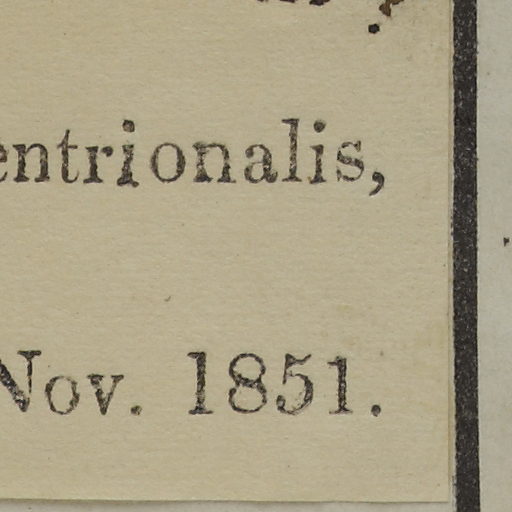 entrionalis,
Nov. 1851.